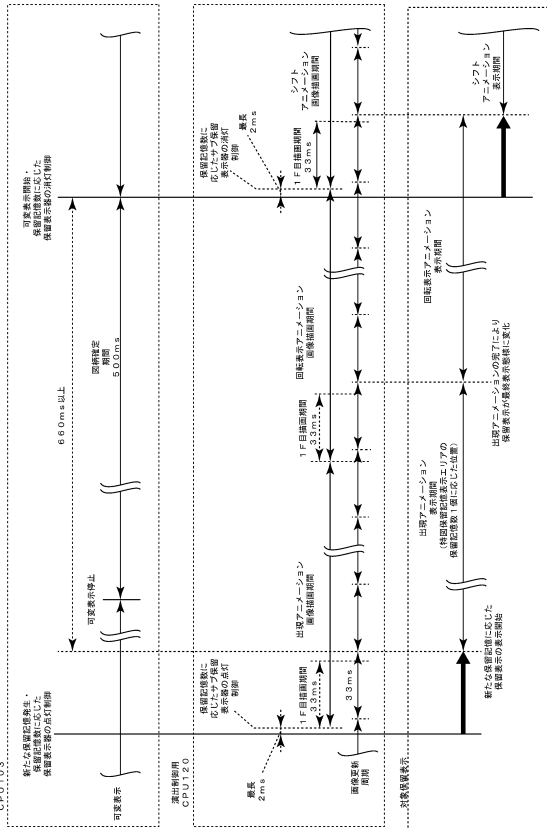 CPU103
新たな保留記憶発生・
保留記憶数に応じた
保留表示器の点灯制御
可変表示開始・
保留記憶数に応じた
保留表示器の消灯制御
660ms以上
可変表示
可変表示停止
図柄確定
期間
500ms
演出制御用
CPU120
最長
2ms
保留記憶数に
応じたサブ保留
表示器の点灯
制御
1F目描画期間
33ms
出現アニメーション
画像描画期間
1F目描画期間
33ms
回転表示アニメーション
画像描画期間
保留記憶数に
応じたサブ保留
表示器の消灯
制御
最長
2ms
1F目描画期間
33ms
シフト
アニメーション
画像描画期間
画像更新
周期
33ms
対象保留表示
新たな保留記憶に応じた
保留表示の表示開始
出現アニメーション
表示期間
(特図保留記憶表示エリアの
保留記憶数1個に応じた位置)
出現アニメーションの完了により
保留表示が最終表示態様に変化
回転表示アニメーション
表示期間
シフト
アニメーション
表示期間